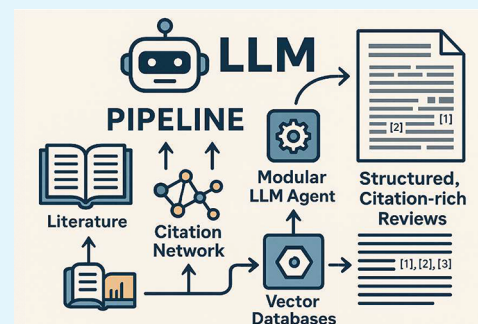 LLM
PIPELINE
Literature
Citation
Network
Modular
LLM Agent
[2]
[1]
Structured,
Citation-rich
Reviews
Vector
Databases
[1], [2], [3]